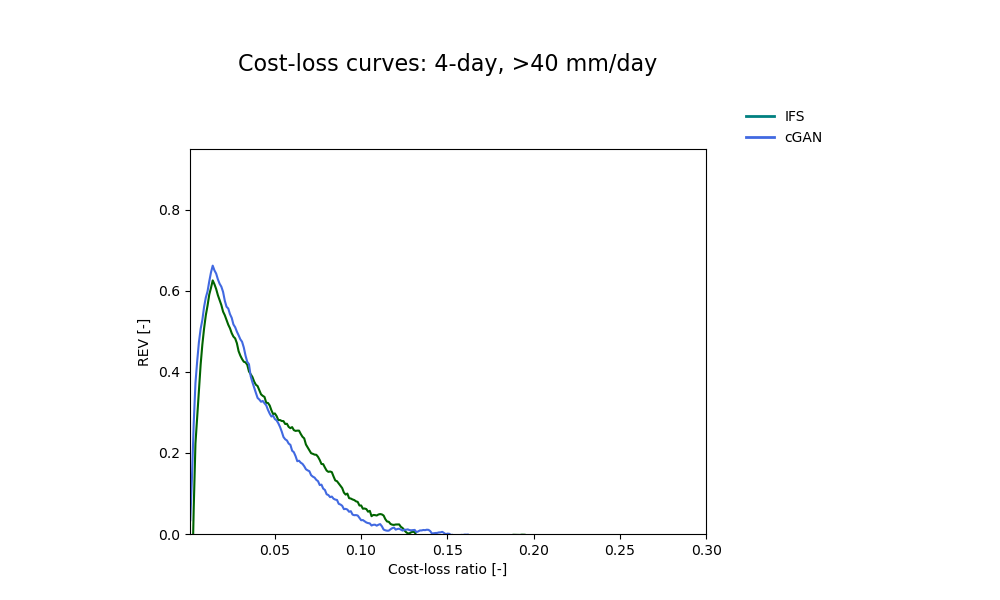 Cost-loss curves: 4-day, >40 mm/day
IFS
cGAN
0.8
0.6
0.4
0.2
0.0
REV [-]
0.05 0.10 0.15 0.20 0.25 0.30
Cost-loss ratio [-]